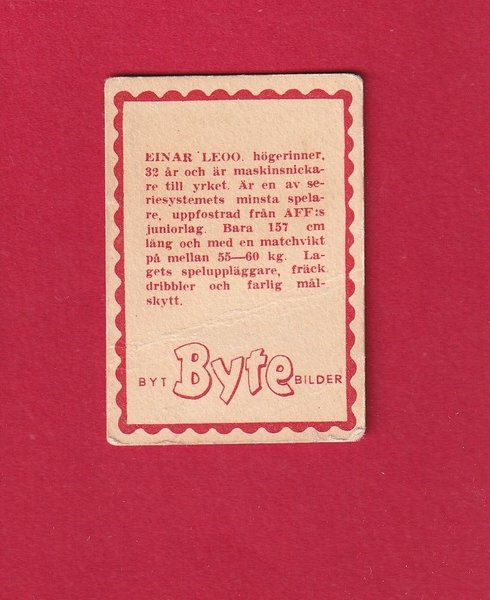 EINAR LEOO, högerinner,
32 år och är maskinsnicka-
re till yrket. Är en av se-
riesystemets minsta spela-
re, uppfostrad från AFF:s
juniorlag. Bara 157 cm
lång och med en matchvikt
på mellan 55—60 kg. La-
gets speluppläggare, fräck
dribbler och farlig mål-
skytt.
BYT Byte BILDER